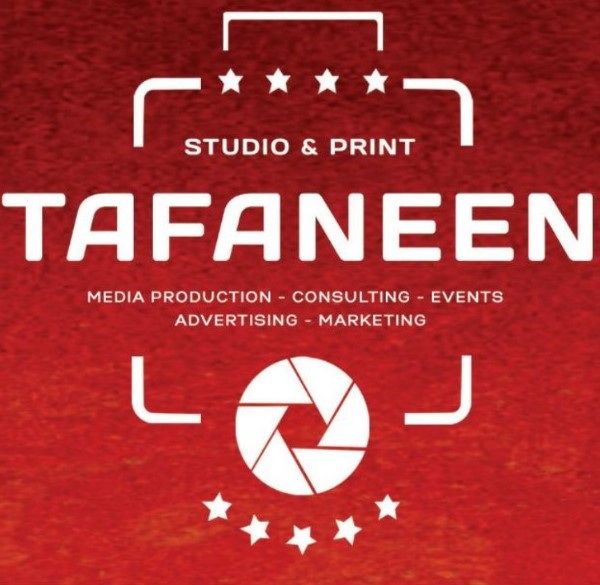 STUDIO & PRINT
TAFANEEN
MEDIA PRODUCTION - CONSULTING - EVENTS
ADVERTISING - MARKETING